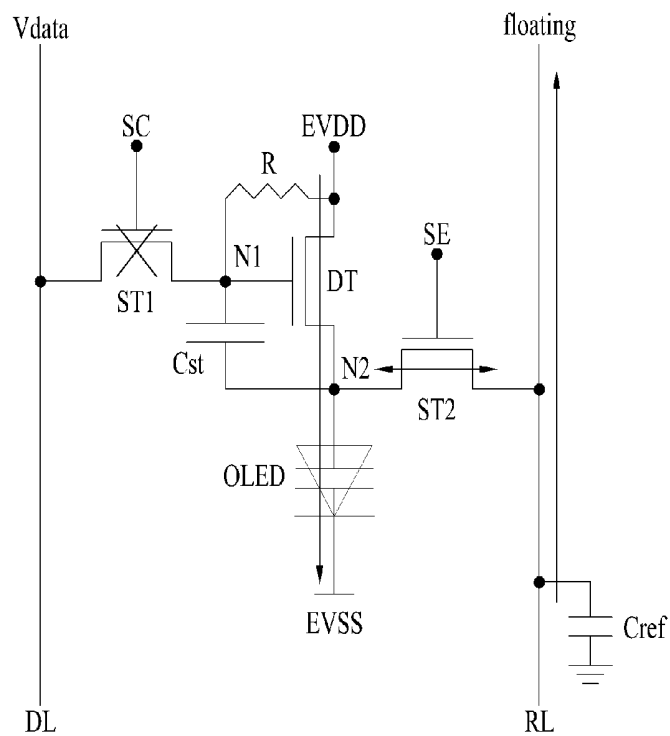 Vdata
floating
SC
EVDD
R
SE
N1
DT
ST1
Cst
N2
ST2
OLED
EVSS
Cref
DL
RL